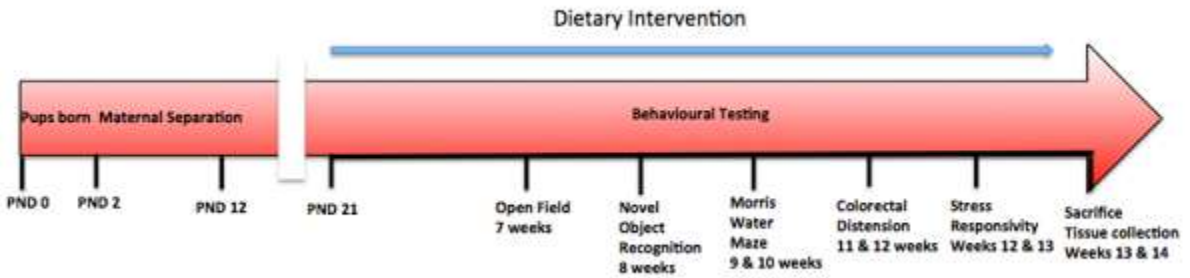 Dietary Intervention
Pups born Maternal Separation
Behavioural Testing
PND 0
PND 2
PND 12
PND 21
Open Field
7 weeks
Novel
Object
Recognition
8 weeks
Morris
Water
Maze
9 & 10 weeks
Colorectal
Distension
11 & 12 weeks
Stress
Responsivity
Weeks 12 & 13
Sacrifice
Tissue collection
Weeks 13 & 14